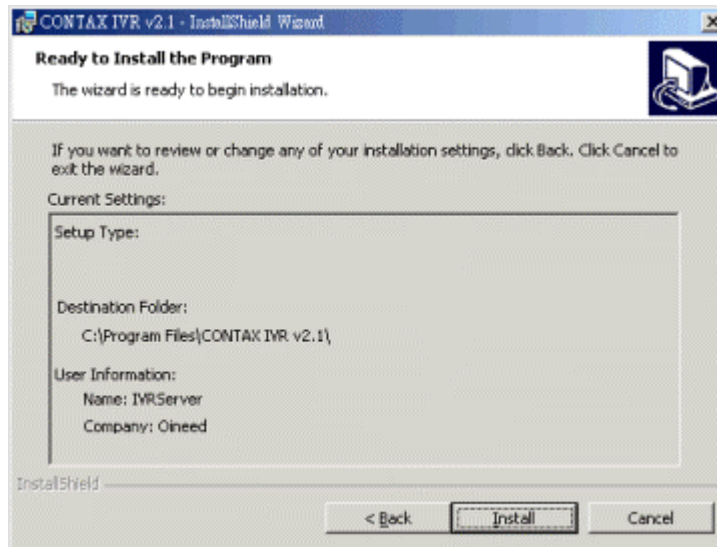 CONTAX IVR v2.1 - InstallShield Wizard
Ready to Install the Program
The wizard is ready to begin installation.
If you want to review or change any of your installation settings, click Back. Click Cancel to
exit the wizard.
Current Settings:
Setup Type:
Destination Folder:
C:\Program Files\CONTAX IVR v2.1\
User Information:
Name: IVRServer
Company: Oineed
InstallShield
< Back
Install
Cancel